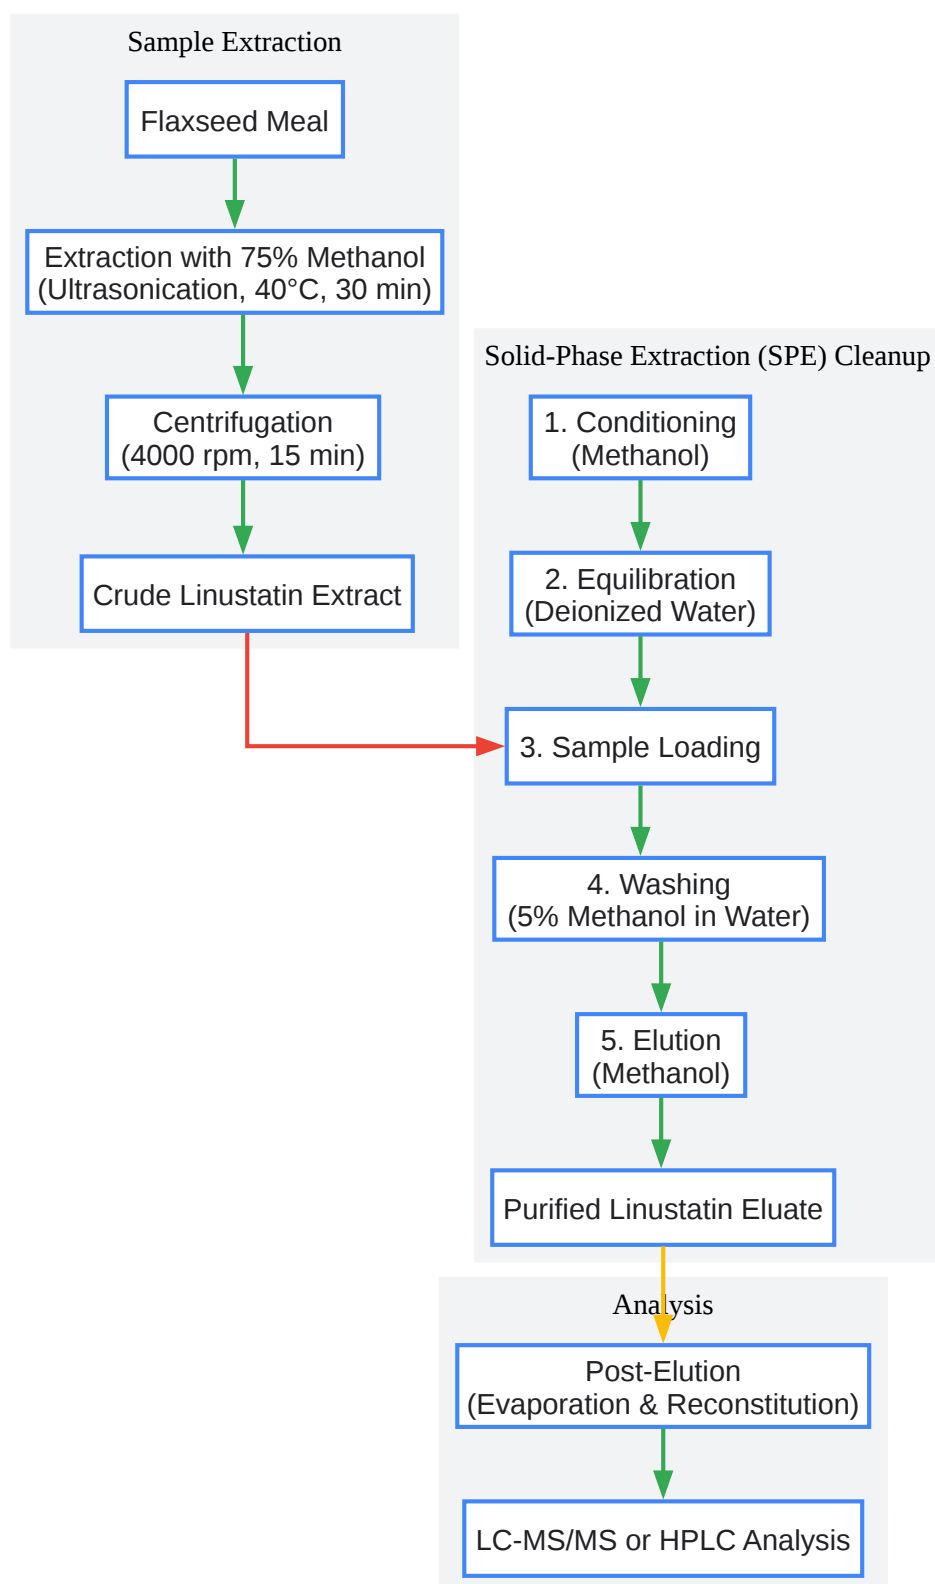 Sample Extraction
Flaxseed Meal
Extraction with 75% Methanol
(Ultrasonication, 40°C, 30 min)
Centrifugation
(4000 rpm, 15 min)
Crude Linustatin Extract
Solid-Phase Extraction (SPE) Cleanup
1. Conditioning
(Methanol)
2. Equilibration
(Deionized Water)
3. Sample Loading
4. Washing
(5% Methanol in Water)
5. Elution
(Methanol)
Purified Linustatin Eluate
Analysis
Post-Elution
(Evaporation & Reconstitution)
LC-MS/MS or HPLC Analysis